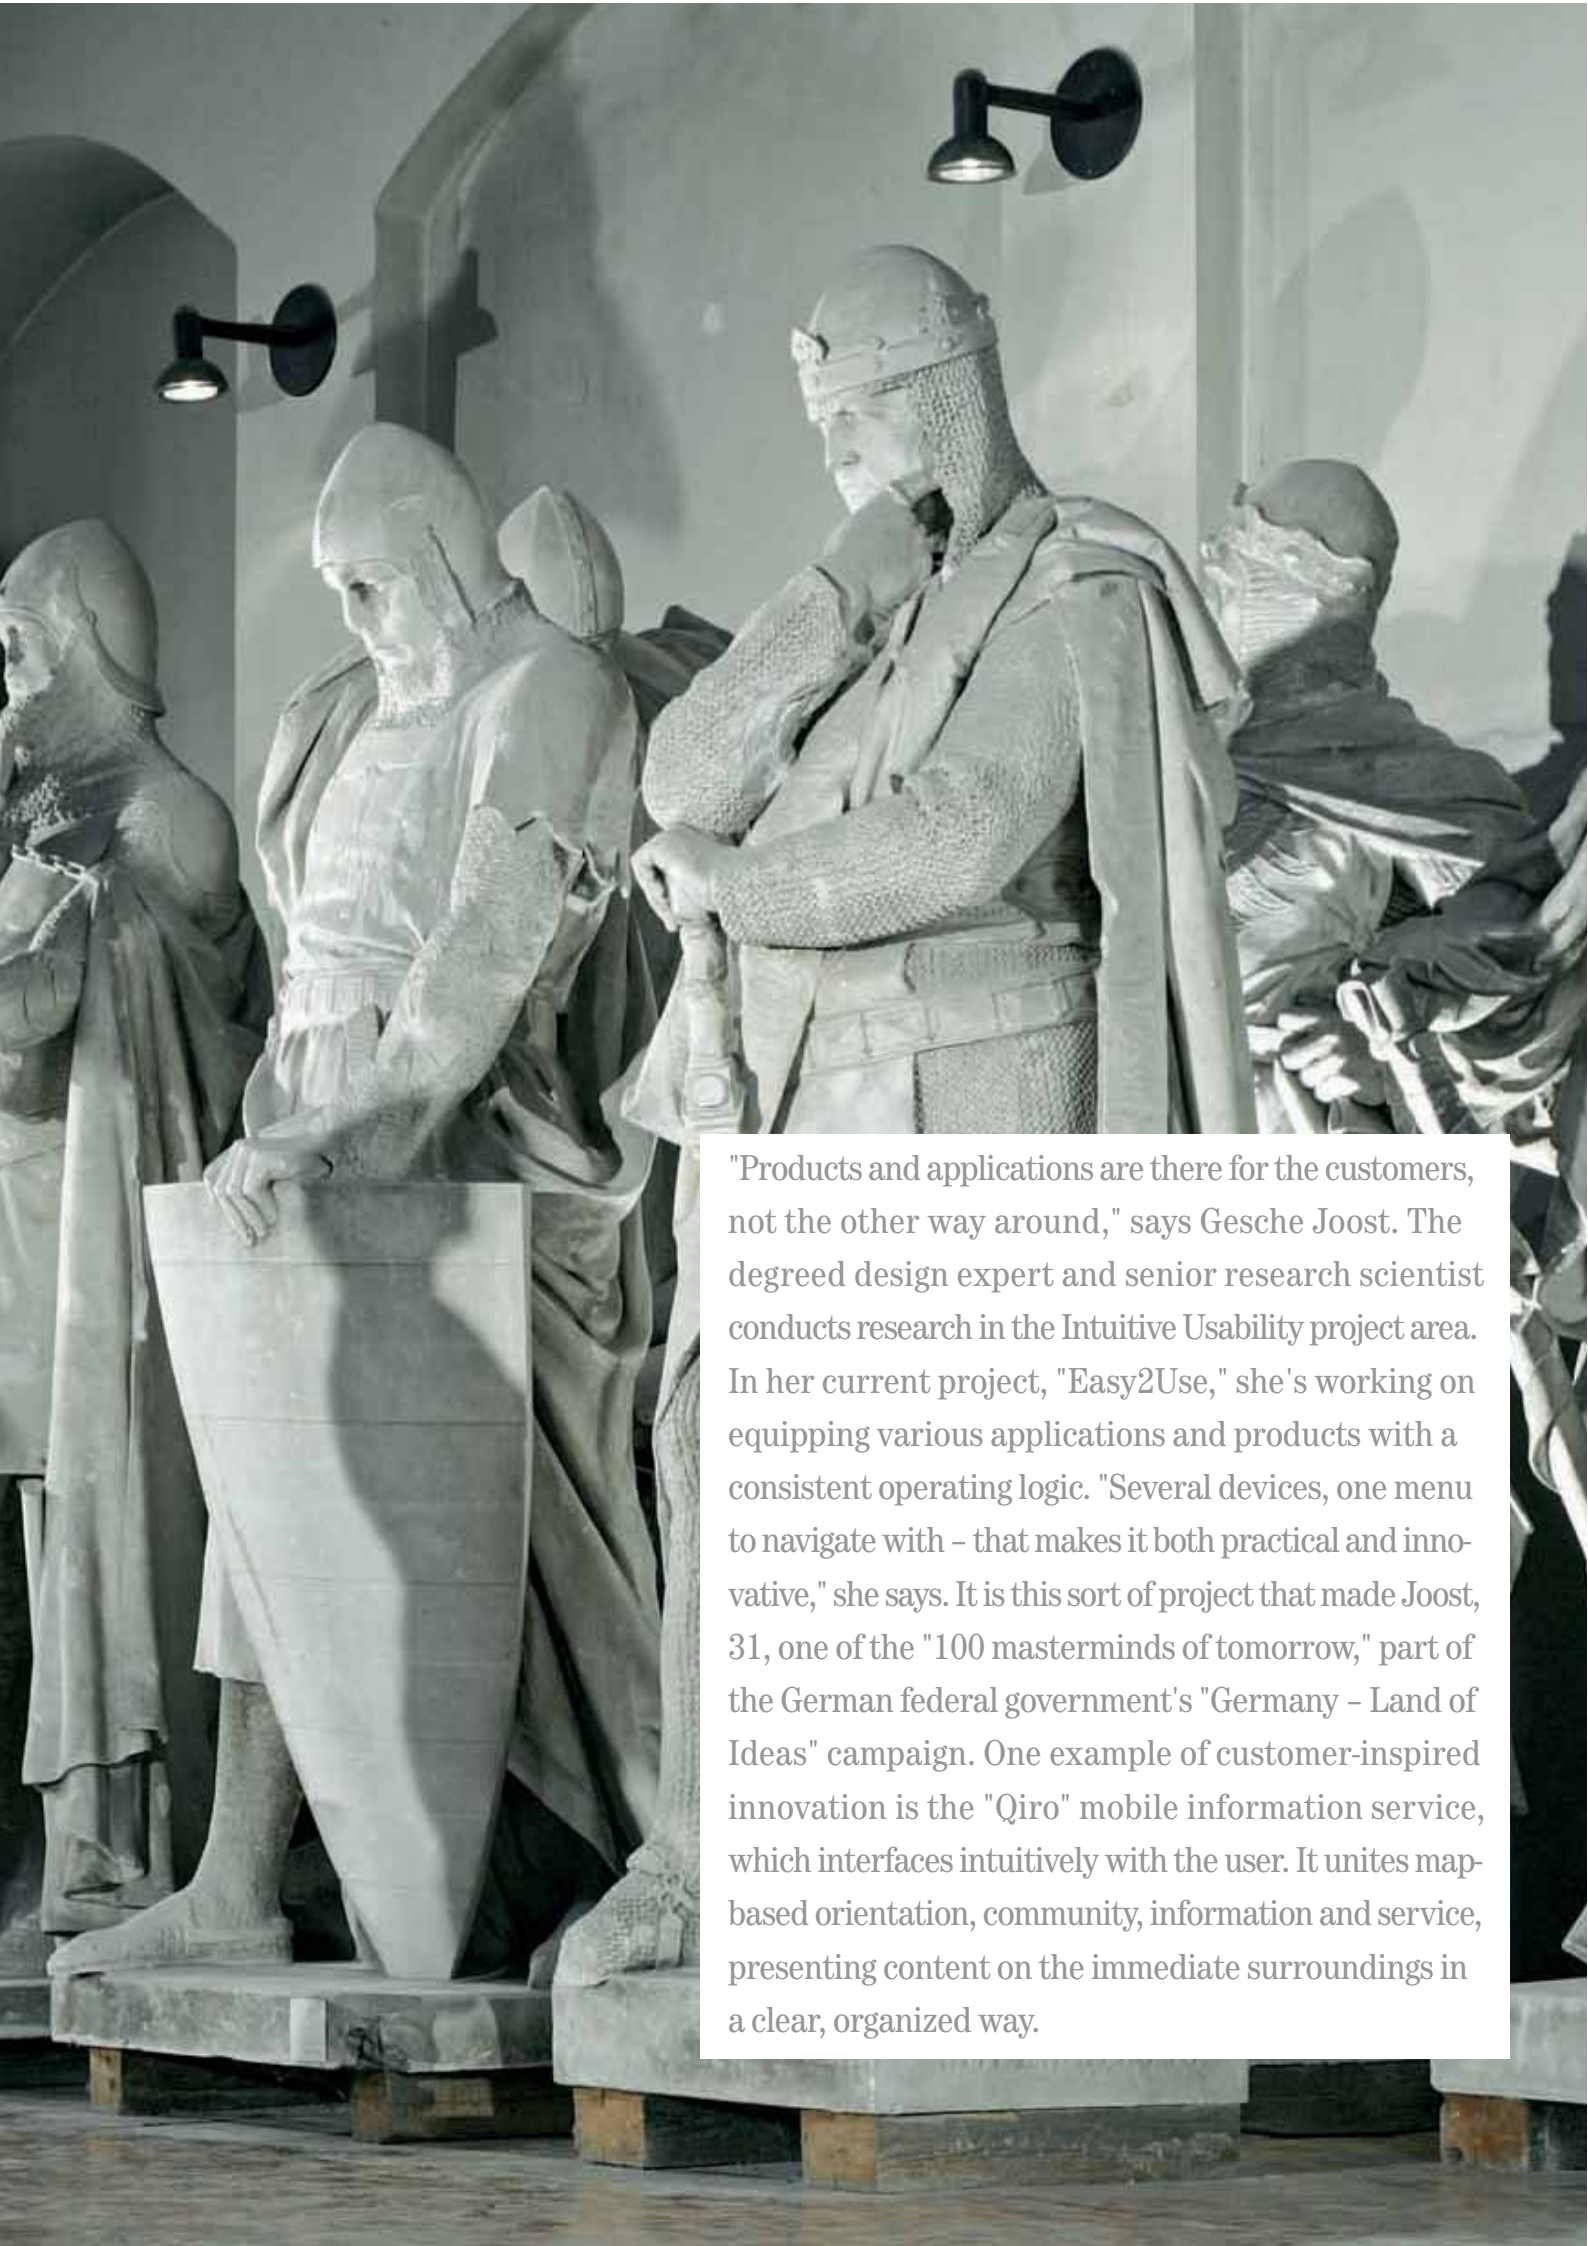 "Products and applications are there for the customers,
not the other way around," says Gesche Joost. The
degreed design expert and senior research scientist
conducts research in the Intuitive Usability project area.
In her current project, "Easy2Use," she's working on
equipping various applications and products with a
consistent operating logic. "Several devices, one menu
to navigate with – that makes it both practical and inno-
vative," she says. It is this sort of project that made Joost,
31, one of the "100 masterminds of tomorrow," part of
the German federal government's "Germany – Land of
Ideas" campaign. One example of customer-inspired
innovation is the "Qiro" mobile information service,
which interfaces intuitively with the user. It unites map-
based orientation, community, information and service,
presenting content on the immediate surroundings in
a clear, organized way.